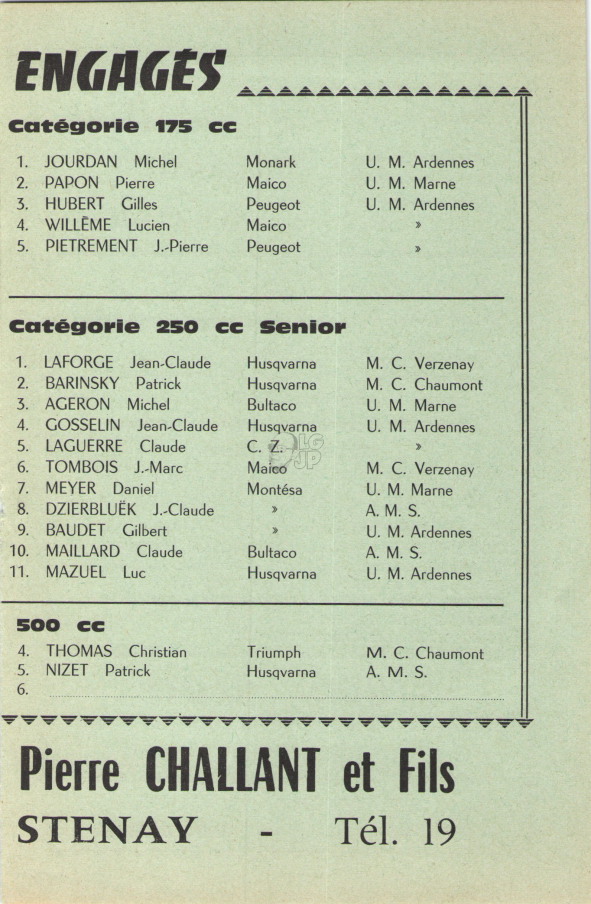 ENGAGÉS
Catégorie 175 cc
1. JOURDAN Michel Monark U. M. Ardennes
2. PAPON Pierre Maico U. M. Marne
3. HUBERT Gilles Peugeot U. M. Ardennes
4. WILLÈME Lucien Maico »
5. PIETREMENT J.-Pierre Peugeot »
Catégorie 250 cc Senior
1. LAFORGE Jean-Claude Husqvarna M. C. Verzenay
2. BARINSKY Patrick Husqvarna M. C. Chaumont
3. AGERON Michel Bultaco U. M. Marne
4. GOSSELIN Jean-Claude Husqvarna U. M. Ardennes
5. LAGUERRE Claude C. Z. »
6. TOMBOIS J.-Marc Maico M. C. Verzenay
7. MEYER Daniel Montésa U. M. Marne
8. DZIERBLUËK J.-Claude » A. M. S.
9. BAUDET Gilbert » U. M. Ardennes
10. MAILLARD Claude Bultaco A. M. S.
11. MAZUEL Luc Husqvarna U. M. Ardennes
500 cc
4. THOMAS Christian Triumph M. C. Chaumont
5. NIZET Patrick Husqvarna A. M. S.
6.
Pierre CHALLANT et Fils
STENAY - Tél. 19